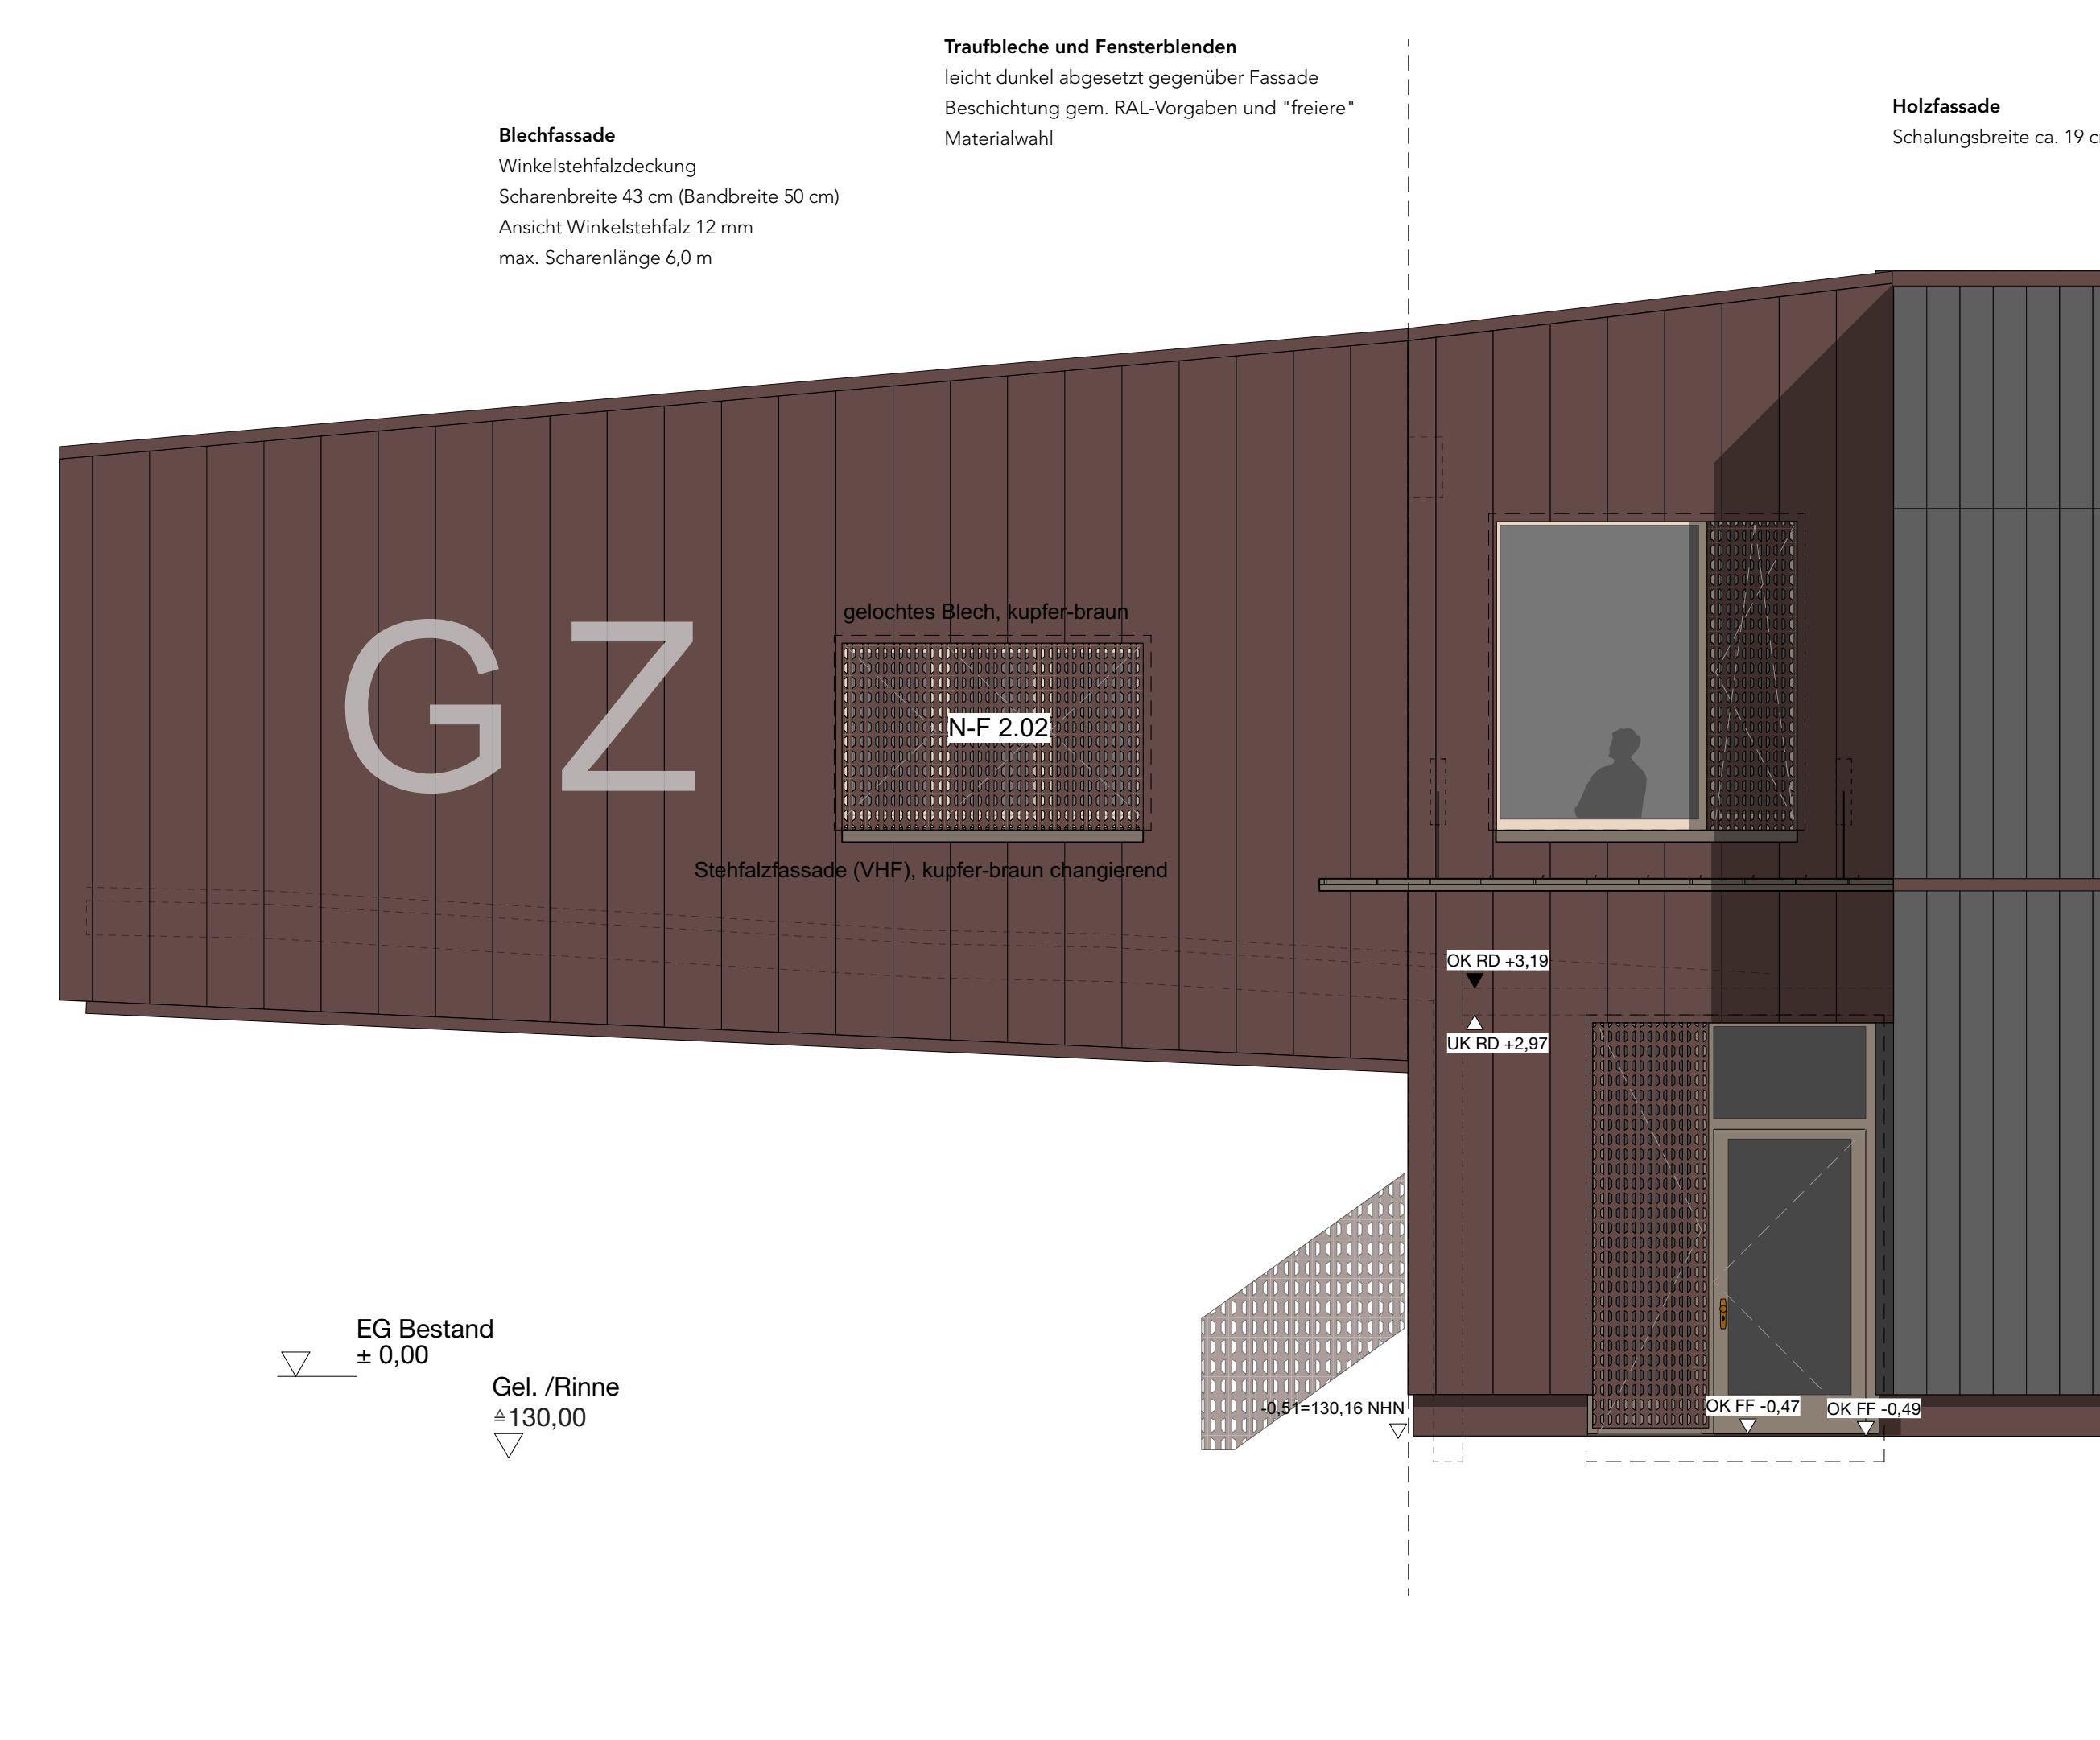 Traufbleche und Fensterblenden
leicht dunkel abgesetzt gegenüber Fassade
Beschichtung gem. RAL-Vorgaben und "freiere"
Materialwahl
Blechfassade
Winkelstehfalzdeckung
Scharenbreite 43 cm (Bandbreite 50 cm)
Ansicht Winkelstehfalz 12 mm
max. Scharenlänge 6,0 m
Holzfassade
Schalungsbreite ca. 19
GZ
gelochtes Blech, kupfer-braun
N-F 2.02
Stehfalzfassade (VHF), kupfer-braun changierend
OK RD +3,19
UK RD +2,97
EG Bestand
± 0,00
Gel. /Rinne
≙130,00
-0,51=130,16 NHN
OK FF -0,47
OK FF -0,49